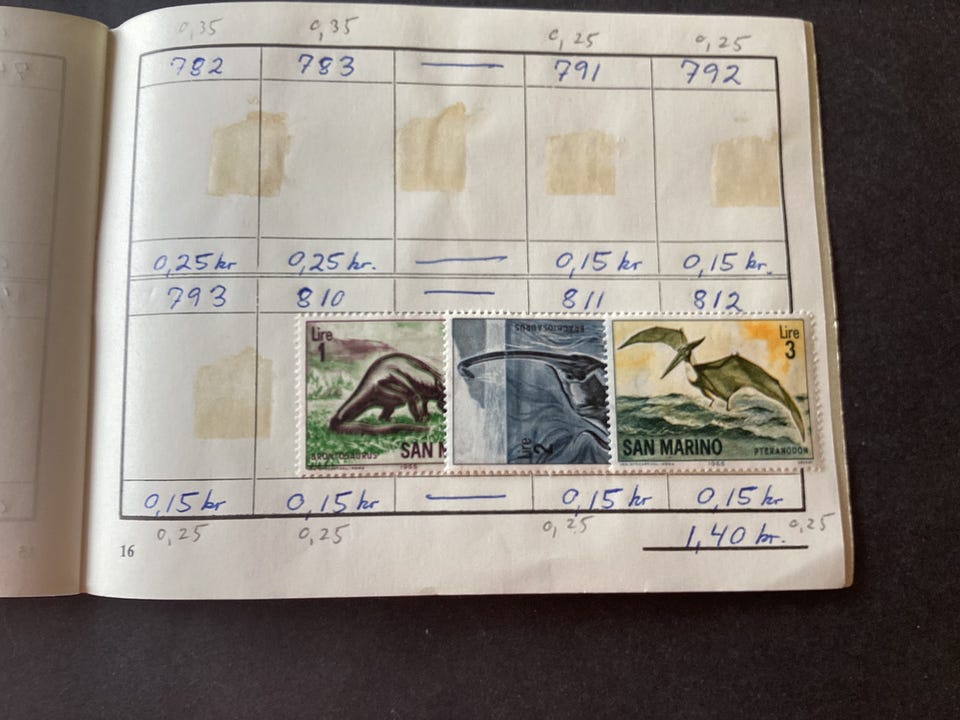 0,35 0,35 0,25 0,25
782 783 — 791 792
0,25 kr 0,25 kr. — 0,15 kr 0,15 kr.
793 810 — 811 812
Lire
1
BRONTOSAURUS
SAN M
1965
BRACHIOSAURUS
Lire
2
Lire
3
SAN MARINO
1965
PTERANODON
0,15 kr 0,15 kr — 0,15 kr 0,15 kr
0,25 0,25 0,25 0,25
1,40 kr.
16